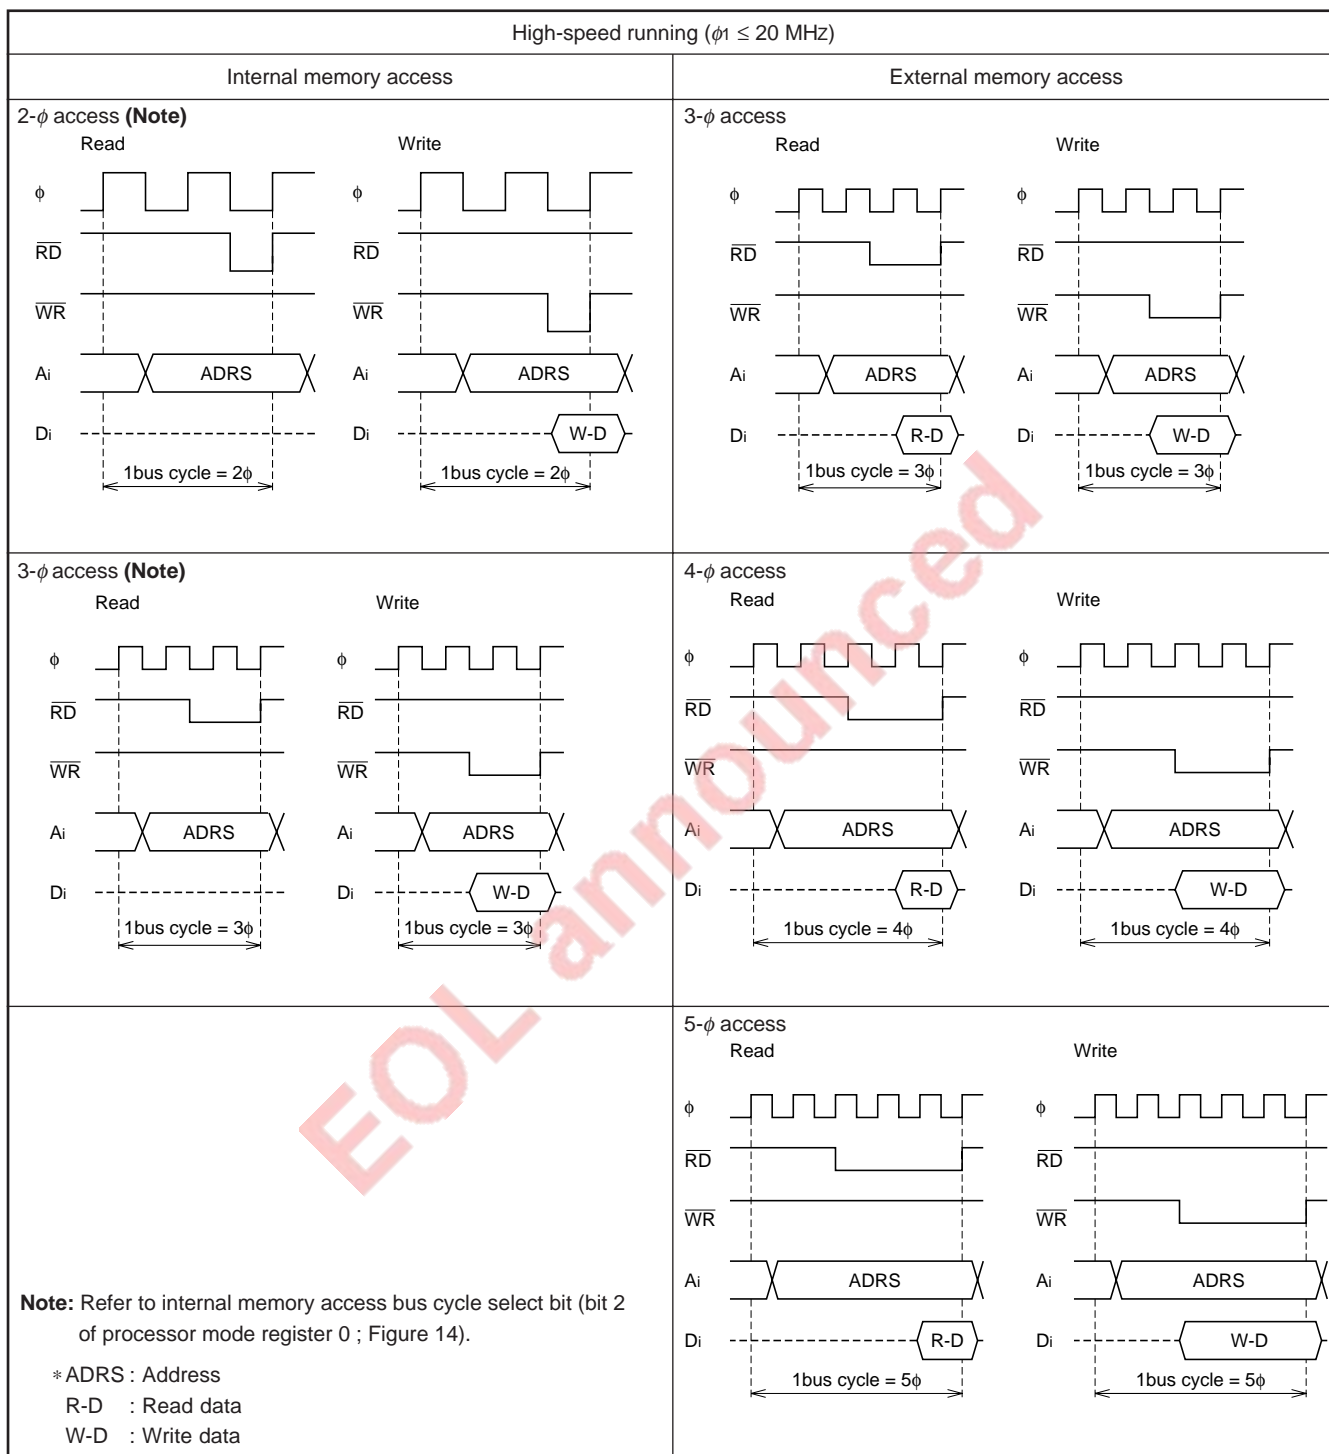 High-speed running (ϕ1 ≤ 20 MHz)
Internal memory access
External memory access
2-ϕ access (Note)
Read
Write
ϕ
ϕ
RD
RD
WR
WR
Ai
ADRS
Ai
ADRS
Di
Di
W-D
1bus cycle = 2ϕ
1bus cycle = 2ϕ
3-ϕ access
Read
Write
ϕ
ϕ
RD
RD
WR
WR
Ai
ADRS
Ai
ADRS
Di
R-D
Di
W-D
1bus cycle = 3ϕ
1bus cycle = 3ϕ
3-ϕ access (Note)
Read
Write
ϕ
ϕ
RD
RD
WR
WR
Ai
ADRS
Ai
ADRS
Di
Di
W-D
1bus cycle = 3ϕ
1bus cycle = 3ϕ
4-ϕ access
Read
Write
ϕ
ϕ
RD
RD
WR
WR
Ai
ADRS
Ai
ADRS
Di
R-D
Di
W-D
1bus cycle = 4ϕ
1bus cycle = 4ϕ
5-ϕ access
Read
Write
ϕ
ϕ
RD
RD
WR
WR
Ai
ADRS
Ai
ADRS
Di
R-D
Di
W-D
1bus cycle = 5ϕ
1bus cycle = 5ϕ
Note: Refer to internal memory access bus cycle select bit (bit 2
of processor mode register 0 ; Figure 14).
* ADRS : Address
R-D : Read data
W-D : Write data
EOL announced